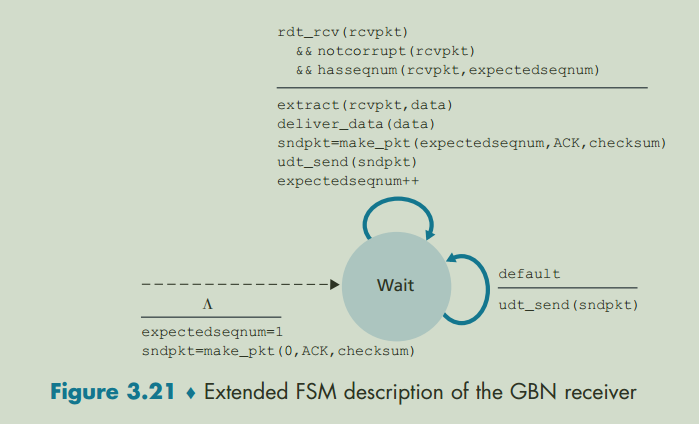 rdt_rcv(rcvpkt)
&& notcorrupt(rcvpkt)
&& hasseqnum(rcvpkt,expectedseqnum)
extract(rcvpkt,data)
deliver_data(data)
sndpkt=make_pkt(expectedseqnum,ACK,checksum)
udt_send(sndpkt)
expectedseqnum++
Wait
default
udt_send(sndpkt)
Λ
expectedseqnum=1
sndpkt=make_pkt(0,ACK,checksum)
Figure 3.21 ♦ Extended FSM description of the GBN receiver